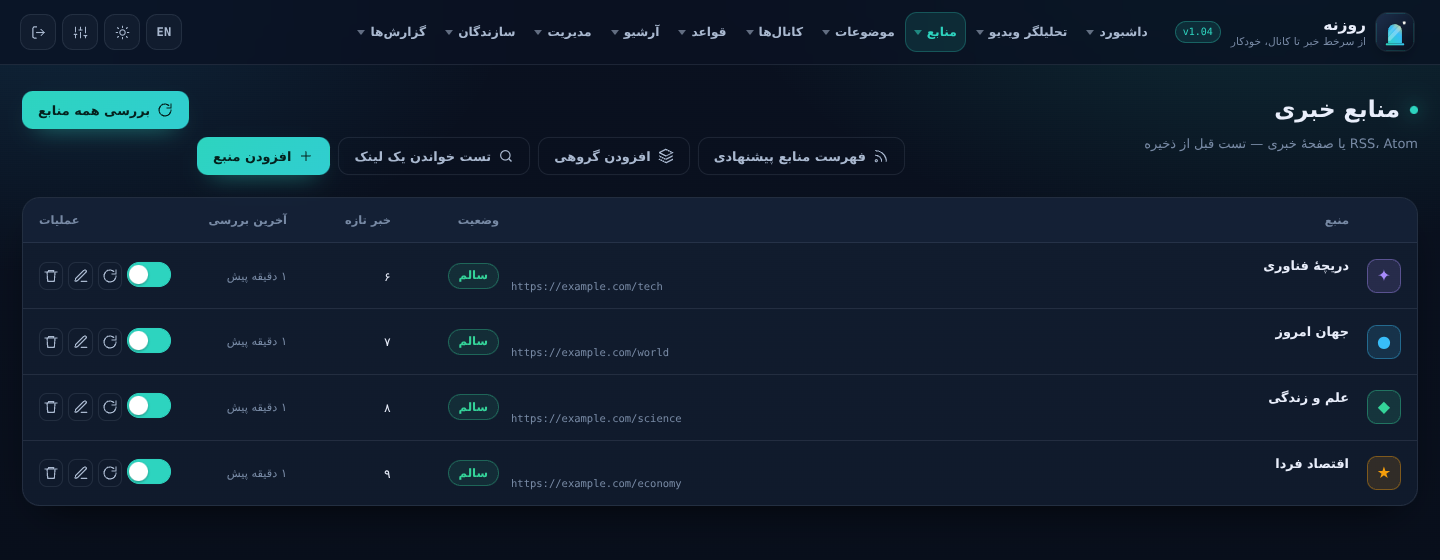 روزنه
از سرخط خبر تا کانال، خودکار
v1.04
داشبورد
تحلیلگر ویدیو
منابع
موضوعات
کانال‌ها
قواعد
آرشیو
مدیریت
سازندگان
گزارش‌ها
EN
منابع خبری
RSS، Atom یا صفحهٔ خبری — تست قبل از ذخیره
بررسی همه منابع
فهرست منابع پیشنهادی
افزودن گروهی
تست خواندن یک لینک
افزودن منبع
منبع وضعیت خبر تازه آخرین بررسی عملیات
دریچهٔ فناوری
https://example.com/tech
سالم ۶ ۱ دقیقه پیش
جهان امروز
https://example.com/world
سالم ۷ ۱ دقیقه پیش
علم و زندگی
https://example.com/science
سالم ۸ ۱ دقیقه پیش
اقتصاد فردا
https://example.com/economy
سالم ۹ ۱ دقیقه پیش